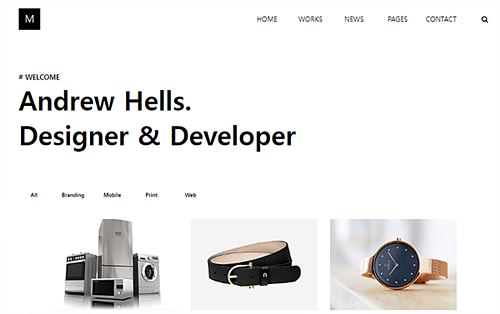 M
HOME WORKS NEWS PAGES CONTACT
# WELCOME
Andrew Hells.
Designer & Developer
All Branding Mobile Print Web